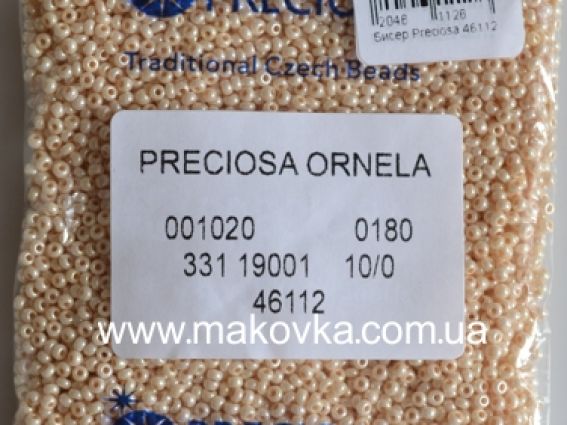 PRECIO
2046 1126
Бисер Preciosa 46112
Traditional Czech Beads
PRECIOSA ORNELA
001020 0180
331 19001 10/0
46112
www.makovka.com.ua